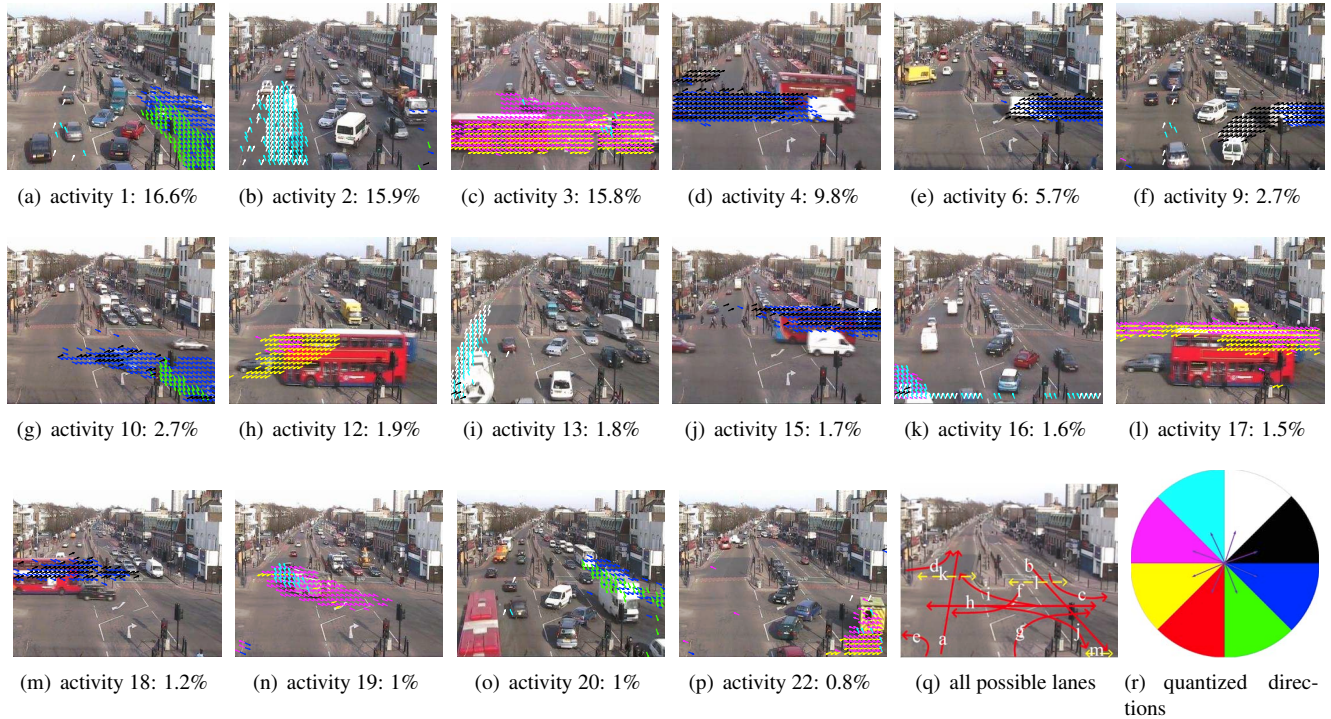 (a) activity 1: 16.6%
(b) activity 2: 15.9%
(c) activity 3: 15.8%
(d) activity 4: 9.8%
(e) activity 6: 5.7%
(f) activity 9: 2.7%
(g) activity 10: 2.7%
(h) activity 12: 1.9%
(i) activity 13: 1.8%
(j) activity 15: 1.7%
(k) activity 16: 1.6%
(l) activity 17: 1.5%
d
k
b
l
c
i
f
h
e
a
g
j
m
(m) activity 18: 1.2%
(n) activity 19: 1%
(o) activity 20: 1%
(p) activity 22: 0.8%
(q) all possible lanes
(r) quantized direc-
tions